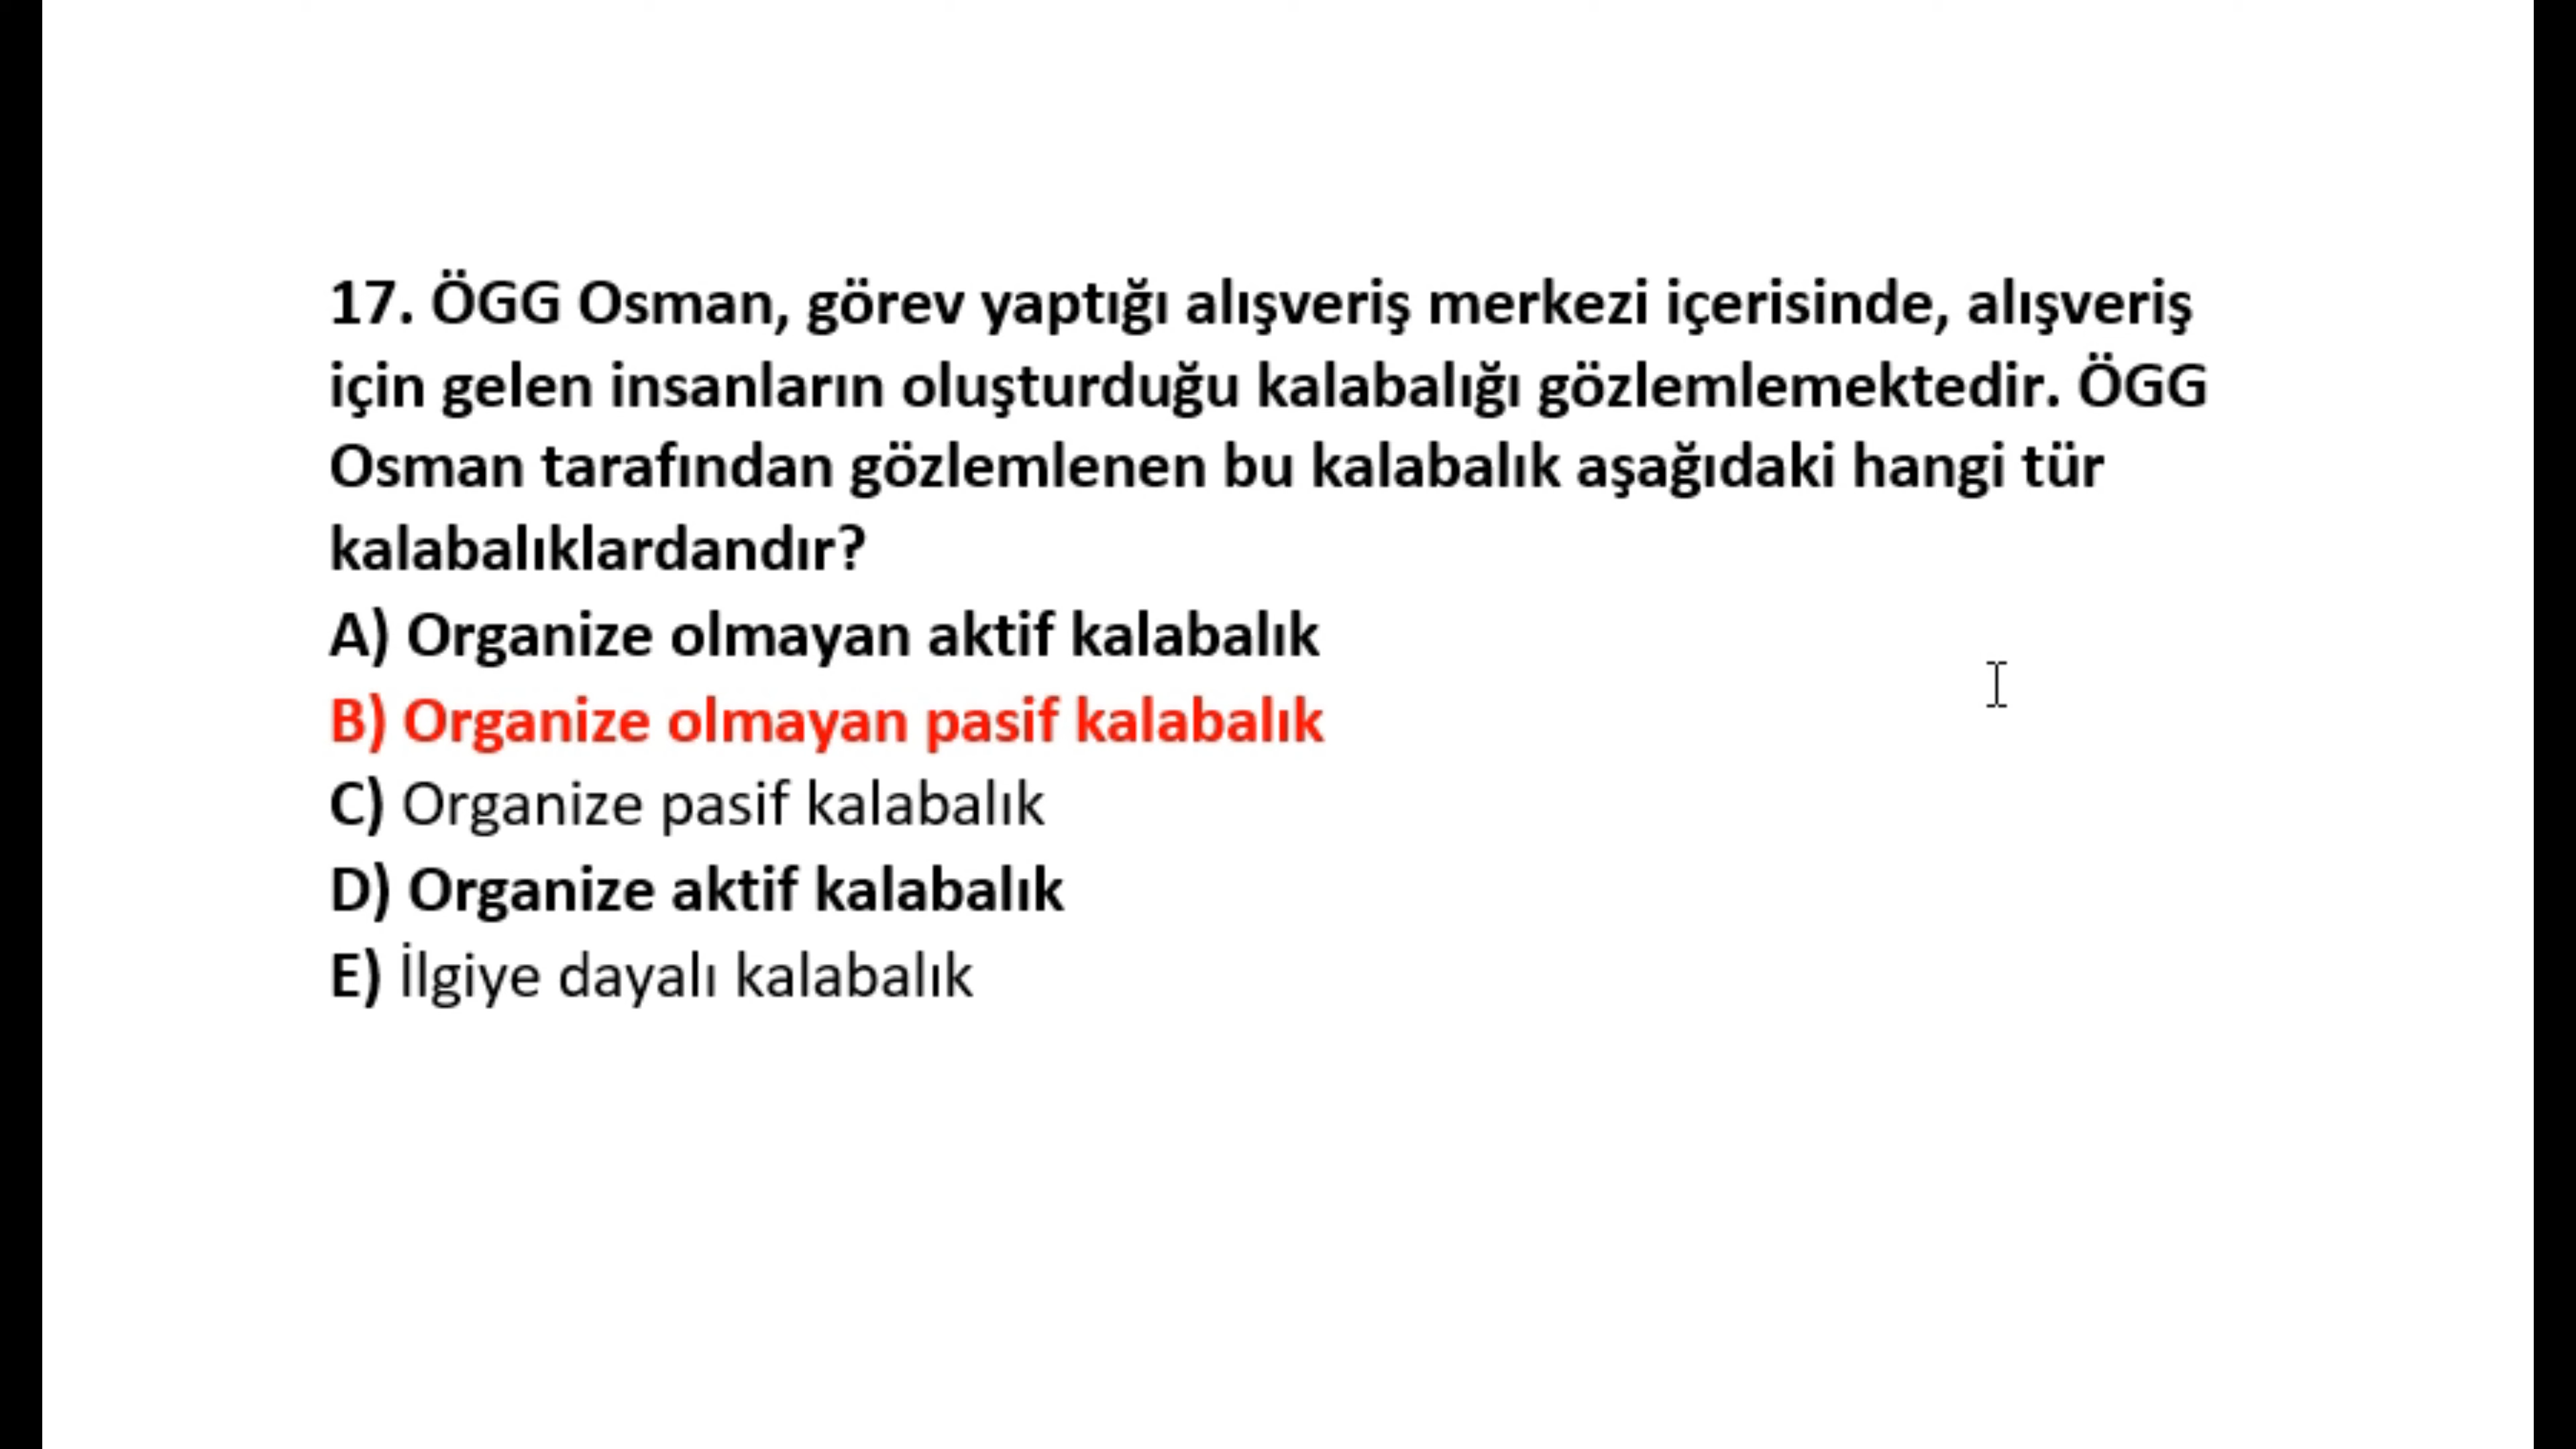 17. ÖGG Osman, görev yaptığı alışveriş merkezi içerisinde, alışveriş
için gelen insanların oluşturduğu kalabalığı gözlemlemektedir. ÖGG
Osman tarafından gözlemlenen bu kalabalık aşağıdaki hangi tür
kalabalıklardandır?
A) Organize olmayan aktif kalabalık
B) Organize olmayan pasif kalabalık
C) Organize pasif kalabalık
D) Organize aktif kalabalık
E) İlgiye dayalı kalabalık